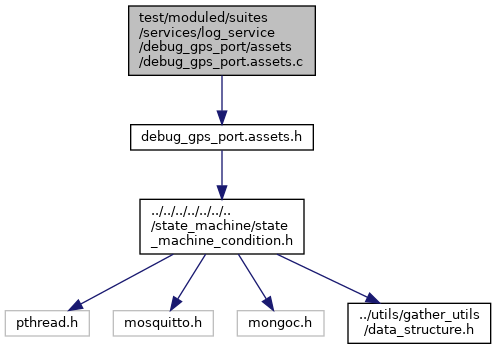 test/moduled/suites
/services/log_service
/debug_gps_port/assets
/debug_gps_port.assets.c
debug_gps_port.assets.h
../../../../../../..
/state_machine/state
_machine_condition.h
pthread.h
mosquitto.h
mongoc.h
../utils/gather_utils
/data_structure.h